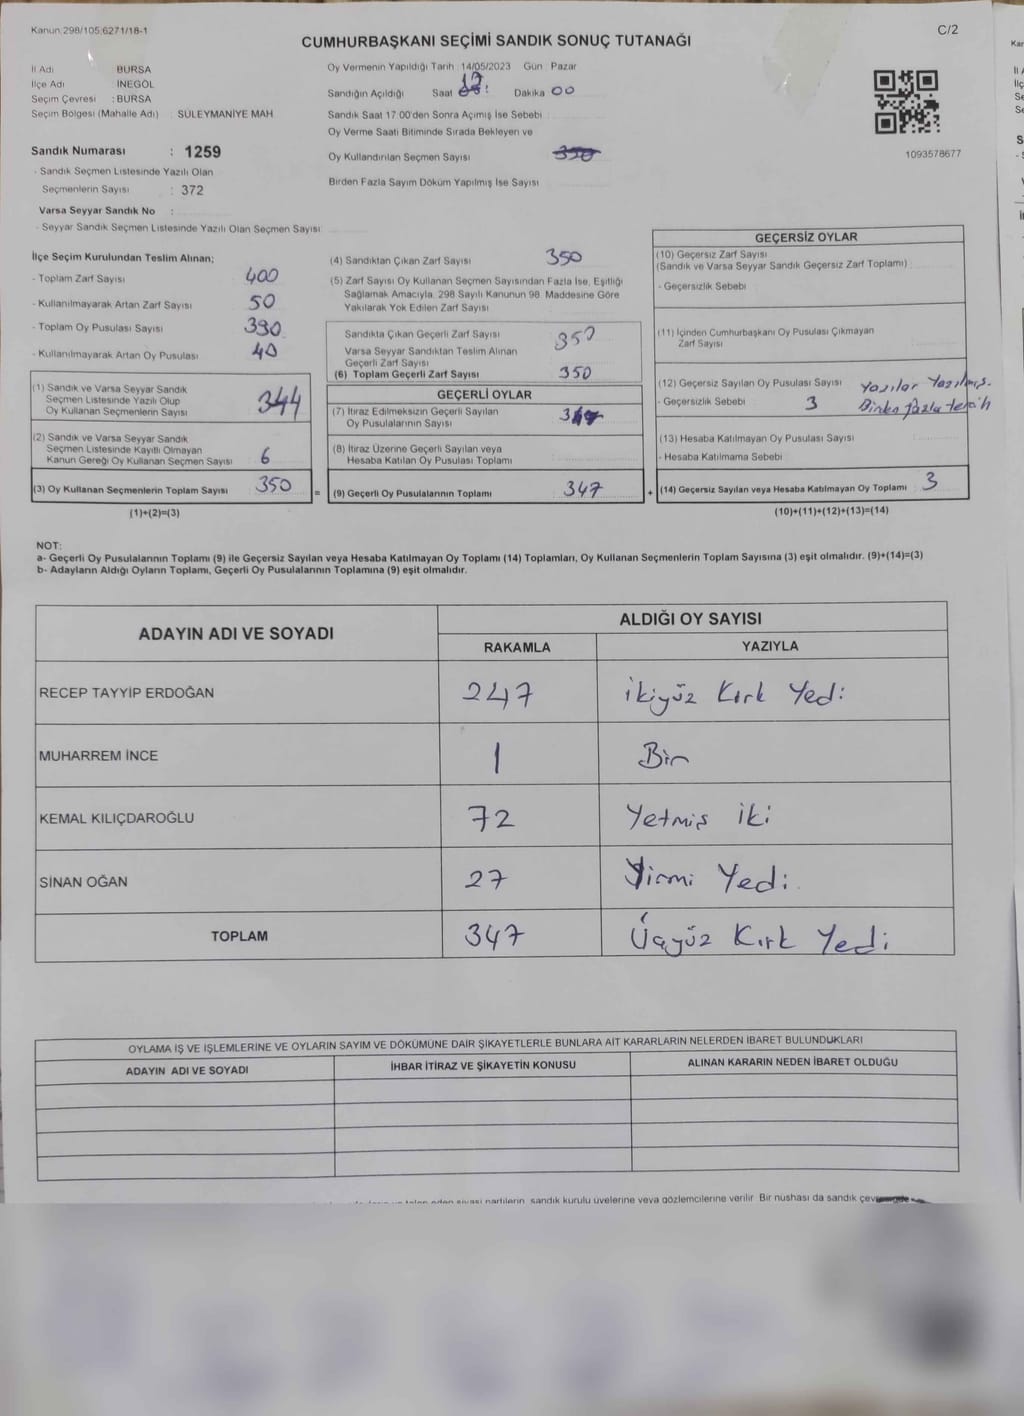 Kanun:298/105;6271/18-1
C/2
CUMHURBAŞKANI SEÇİMİ SANDIK SONUÇ TUTANAĞI
İl Adı BURSA
İlçe Adı İNEGÖL
Seçim Çevresi : BURSA
Seçim Bölgesi (Mahalle Adı) : SÜLEYMANİYE MAH.
Sandık Numarası : 1259
- Sandık Seçmen Listesinde Yazılı Olan
Seçmenlerin Sayısı : 372
Varsa Seyyar Sandık No :
- Seyyar Sandık Seçmen Listesinde Yazılı Olan Seçmen Sayısı:
Oy Vermenin Yapıldığı Tarih : 14/05/2023 Gün : Pazar
Sandığın Açıldığı Saat 17: Dakika 00
Sandık Saat 17:00'den Sonra Açılmış İse Sebebi :
Oy Verme Saati Bitiminde Sırada Bekleyen ve
Oy Kullandırılan Seçmen Sayısı 350
Birden Fazla Sayım Döküm Yapılmış İse Sayısı
1093578677
İlçe Seçim Kurulundan Teslim Alınan;
- Toplam Zarf Sayısı 400
- Kullanılmayarak Artan Zarf Sayısı 50
- Toplam Oy Pusulası Sayısı 390
- Kullanılmayarak Artan Oy Pusulası 40
(1) Sandık ve Varsa Seyyar Sandık
Seçmen Listesinde Yazılı Olup
Oy Kullanan Seçmenlerin Sayısı 344
(2) Sandık ve Varsa Seyyar Sandık
Seçmen Listesinde Kayıtlı Olmayan
Kanun Gereği Oy Kullanan Seçmen Sayısı 6
(3) Oy Kullanan Seçmenlerin Toplam Sayısı 350
(1)+(2)=(3)
(4) Sandıktan Çıkan Zarf Sayısı 350
(5) Zarf Sayısı Oy Kullanan Seçmen Sayısından Fazla İse, Eşitliği
Sağlamak Amacıyla, 298 Sayılı Kanunun 98. Maddesine Göre
Yakılarak Yok Edilen Zarf Sayısı
Sandıkta Çıkan Geçerli Zarf Sayısı 350
Varsa Seyyar Sandıktan Teslim Alınan
Geçerli Zarf Sayısı
(6) Toplam Geçerli Zarf Sayısı 350
GEÇERLİ OYLAR
(7) İtiraz Edilmeksizin Geçerli Sayılan
Oy Pusulalarının Sayısı 347
(8) İtiraz Üzerine Geçerli Sayılan veya
Hesaba Katılan Oy Pusulası Toplamı
= (9) Geçerli Oy Pusulalarının Toplamı 347
GEÇERSİZ OYLAR
(10) Geçersiz Zarf Sayısı
(Sandık ve Varsa Seyyar Sandık Geçersiz Zarf Toplamı)
- Geçersizlik Sebebi
(11) İçinden Cumhurbaşkanı Oy Pusulası Çıkmayan
Zarf Sayısı
(12) Geçersiz Sayılan Oy Pusulası Sayısı Yazılar Yazılmış.
- Geçersizlik Sebebi 3 fazla tercih
(13) Hesaba Katılmayan Oy Pusulası Sayısı
- Hesaba Katılmama Sebebi
+ (14) Geçersiz Sayılan veya Hesaba Katılmayan Oy Toplamı 3
(10)+(11)+(12)+(13)=(14)
NOT:
a- Geçerli Oy Pusulalarının Toplamı (9) ile Geçersiz Sayılan veya Hesaba Katılmayan Oy Toplamı (14) Toplamları, Oy Kullanan Seçmenlerin Toplam Sayısına (3) eşit olmalıdır. (9)+(14)=(3)
b- Adayların Aldığı Oyların Toplamı, Geçerli Oy Pusulalarının Toplamına (9) eşit olmalıdır.
ADAYIN ADI VE SOYADI
ALDIĞI OY SAYISI
RAKAMLA YAZIYLA
RECEP TAYYİP ERDOĞAN 247 ikiyüz Kırk Yedi
MUHARREM İNCE 1 Bir
KEMAL KILIÇDAROĞLU 72 Yetmiş iki
SİNAN OĞAN 27 Yirmi Yedi
TOPLAM 347 Üçyüz Kırk Yedi
OYLAMA İŞ VE İŞLEMLERİNE VE OYLARIN SAYIM VE DÖKÜMÜNE DAİR ŞİKAYETLERLE BUNLARA AİT KARARLARIN NELERDEN İBARET BULUNDUKLARI
ADAYIN ADI VE SOYADI İHBAR İTİRAZ VE ŞİKAYETİN KONUSU ALINAN KARARIN NEDEN İBARET OLDUĞU
siyasi partilerin, sandık kurulu üyelerine veya gözlemcilerine verilir. Bir nüshası da sandık